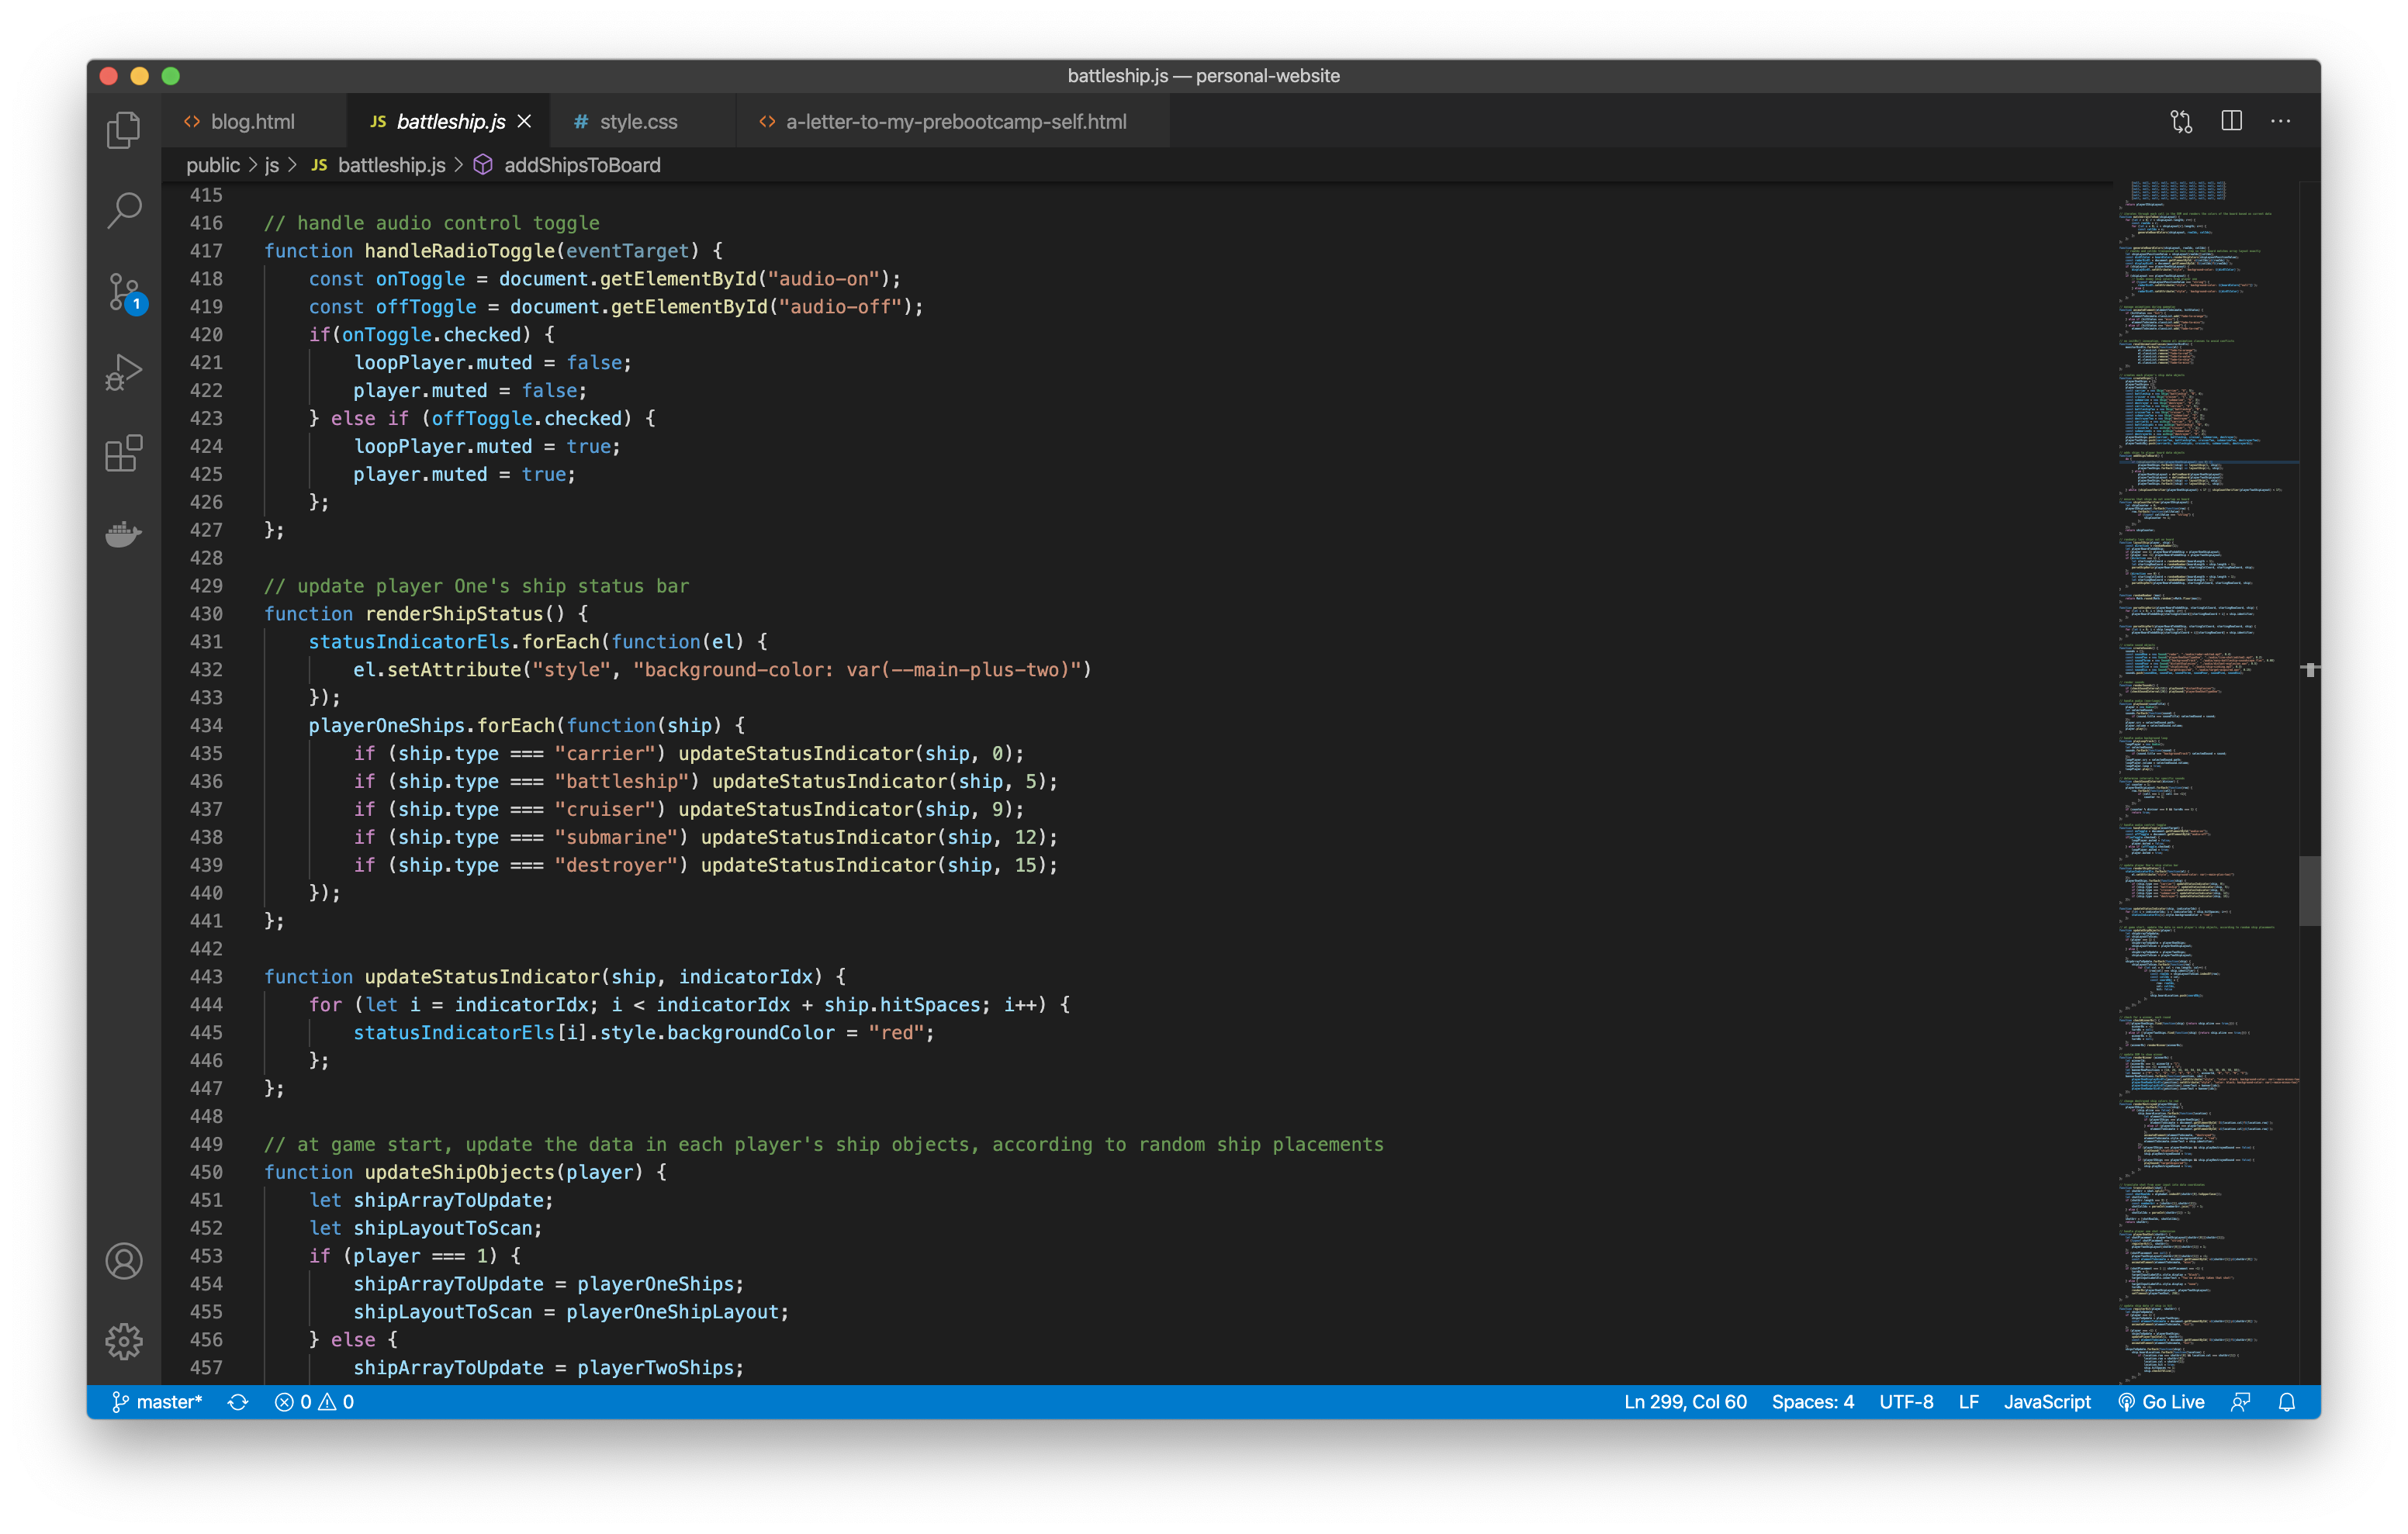 battleship.js — personal-website
blog.html
JS battleship.js
# style.css
a-letter-to-my-prebootcamp-self.html
public > js > JS battleship.js > addShipsToBoard
415
416 // handle audio control toggle
417 function handleRadioToggle(eventTarget) {
418     const onToggle = document.getElementById("audio-on");
419     const offToggle = document.getElementById("audio-off");
420     if(onToggle.checked) {
421         loopPlayer.muted = false;
422         player.muted = false;
423     } else if (offToggle.checked) {
424         loopPlayer.muted = true;
425         player.muted = true;
426     };
427 };
428
429 // update player One's ship status bar
430 function renderShipStatus() {
431     statusIndicatorEls.forEach(function(el) {
432         el.setAttribute("style", "background-color: var(--main-plus-two)")
433     });
434     playerOneShips.forEach(function(ship) {
435         if (ship.type === "carrier") updateStatusIndicator(ship, 0);
436         if (ship.type === "battleship") updateStatusIndicator(ship, 5);
437         if (ship.type === "cruiser") updateStatusIndicator(ship, 9);
438         if (ship.type === "submarine") updateStatusIndicator(ship, 12);
439         if (ship.type === "destroyer") updateStatusIndicator(ship, 15);
440     });
441 };
442
443 function updateStatusIndicator(ship, indicatorIdx) {
444     for (let i = indicatorIdx; i < indicatorIdx + ship.hitSpaces; i++) {
445         statusIndicatorEls[i].style.backgroundColor = "red";
446     };
447 };
448
449 // at game start, update the data in each player's ship objects, according to random ship placements
450 function updateShipObjects(player) {
451     let shipArrayToUpdate;
452     let shipLayoutToScan;
453     if (player === 1) {
454         shipArrayToUpdate = playerOneShips;
455         shipLayoutToScan = playerOneShipLayout;
456     } else {
457         shipArrayToUpdate = playerTwoShips;
1
master* 0 0 Ln 299, Col 60 Spaces: 4 UTF-8 LF JavaScript Go Live